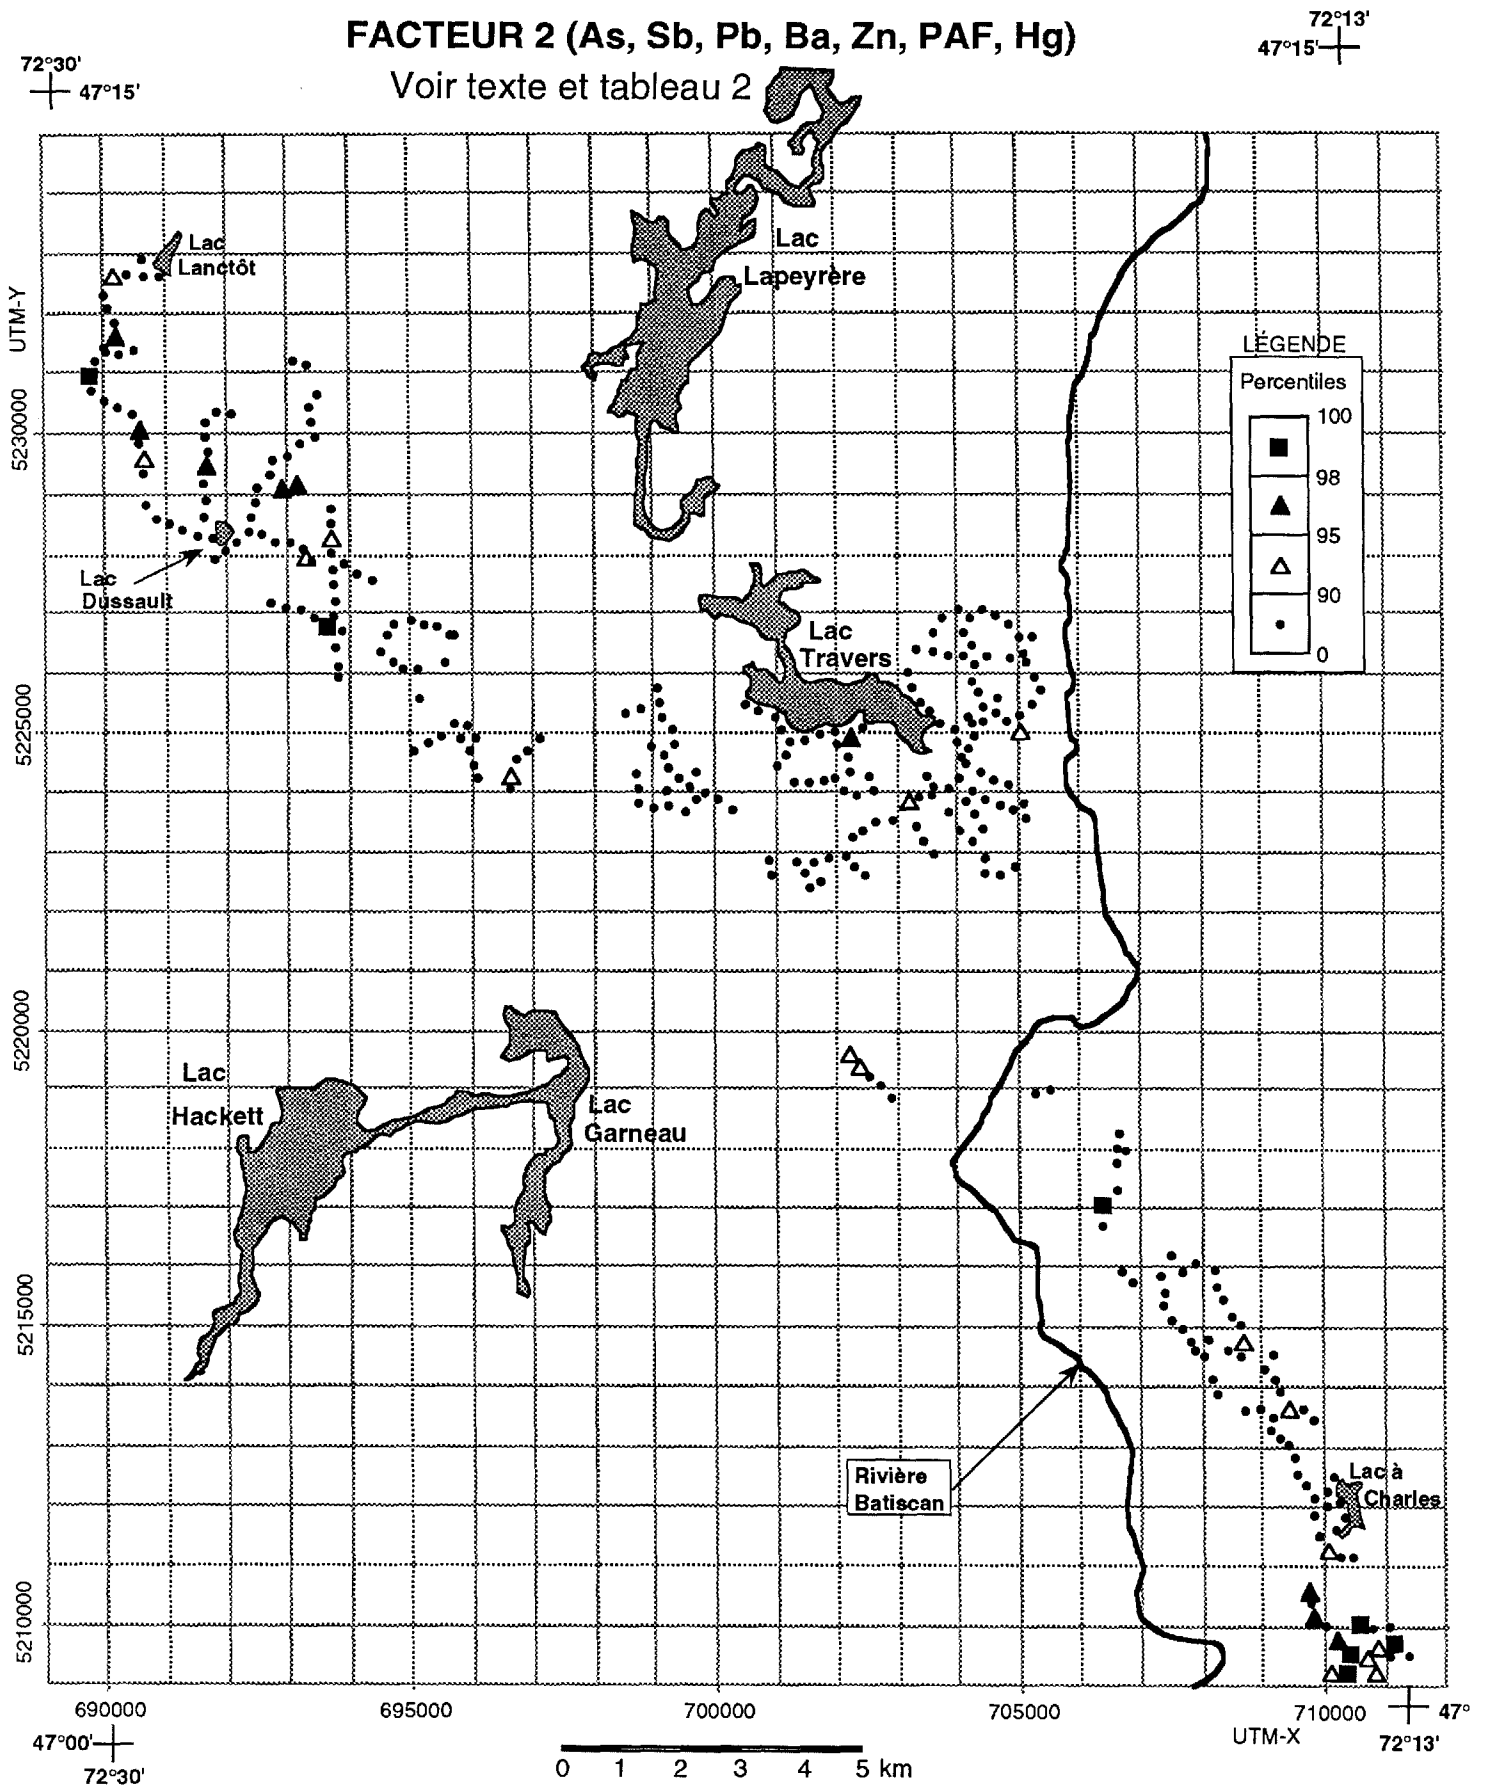 FACTEUR 2 (As, Sb, Pb, Ba, Zn, PAF, Hg)
Voir texte et tableau 2
72°30'
47°15'
72°13'
47°15'
Lac
Lanctôt
Lac
Lapeyrère
UTM-Y
5230000
5225000
5220000
5215000
5210000
LÉGENDE
Percentiles
100
98
95
90
0
Lac
Dussault
Lac
Travers
Lac
Hackett
Lac
Garneau
Rivière
Batiscan
Lac à
Charles
690000
695000
700000
705000
710000
UTM-X
47°
72°13'
47°00'
72°30'
0 1 2 3 4 5 km